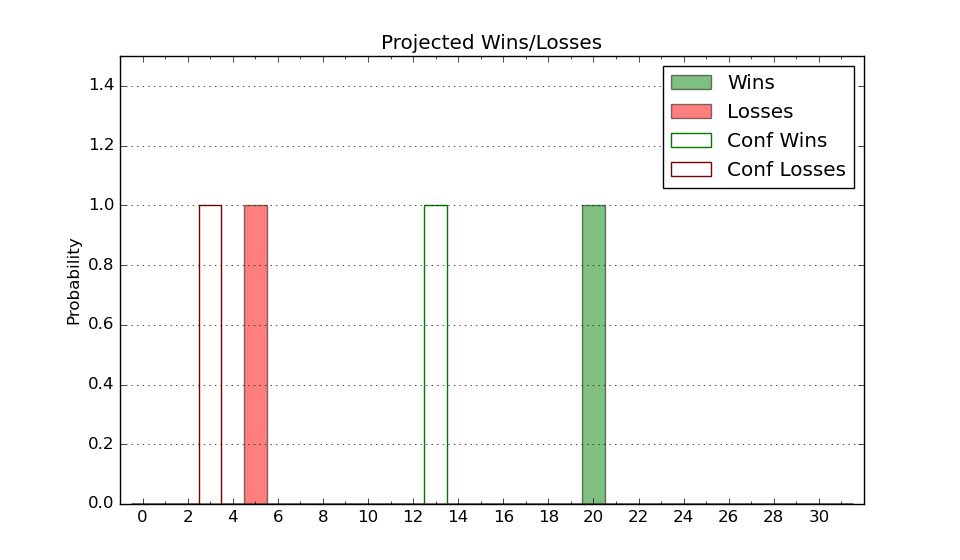 Projected Wins/Losses
1.4
1.2
1.0
0.8
0.6
0.4
0.2
0.0
Probability
Wins
Losses
Conf Wins
Conf Losses
0 2 4 6 8 10 12 14 16 18 20 22 24 26 28 30